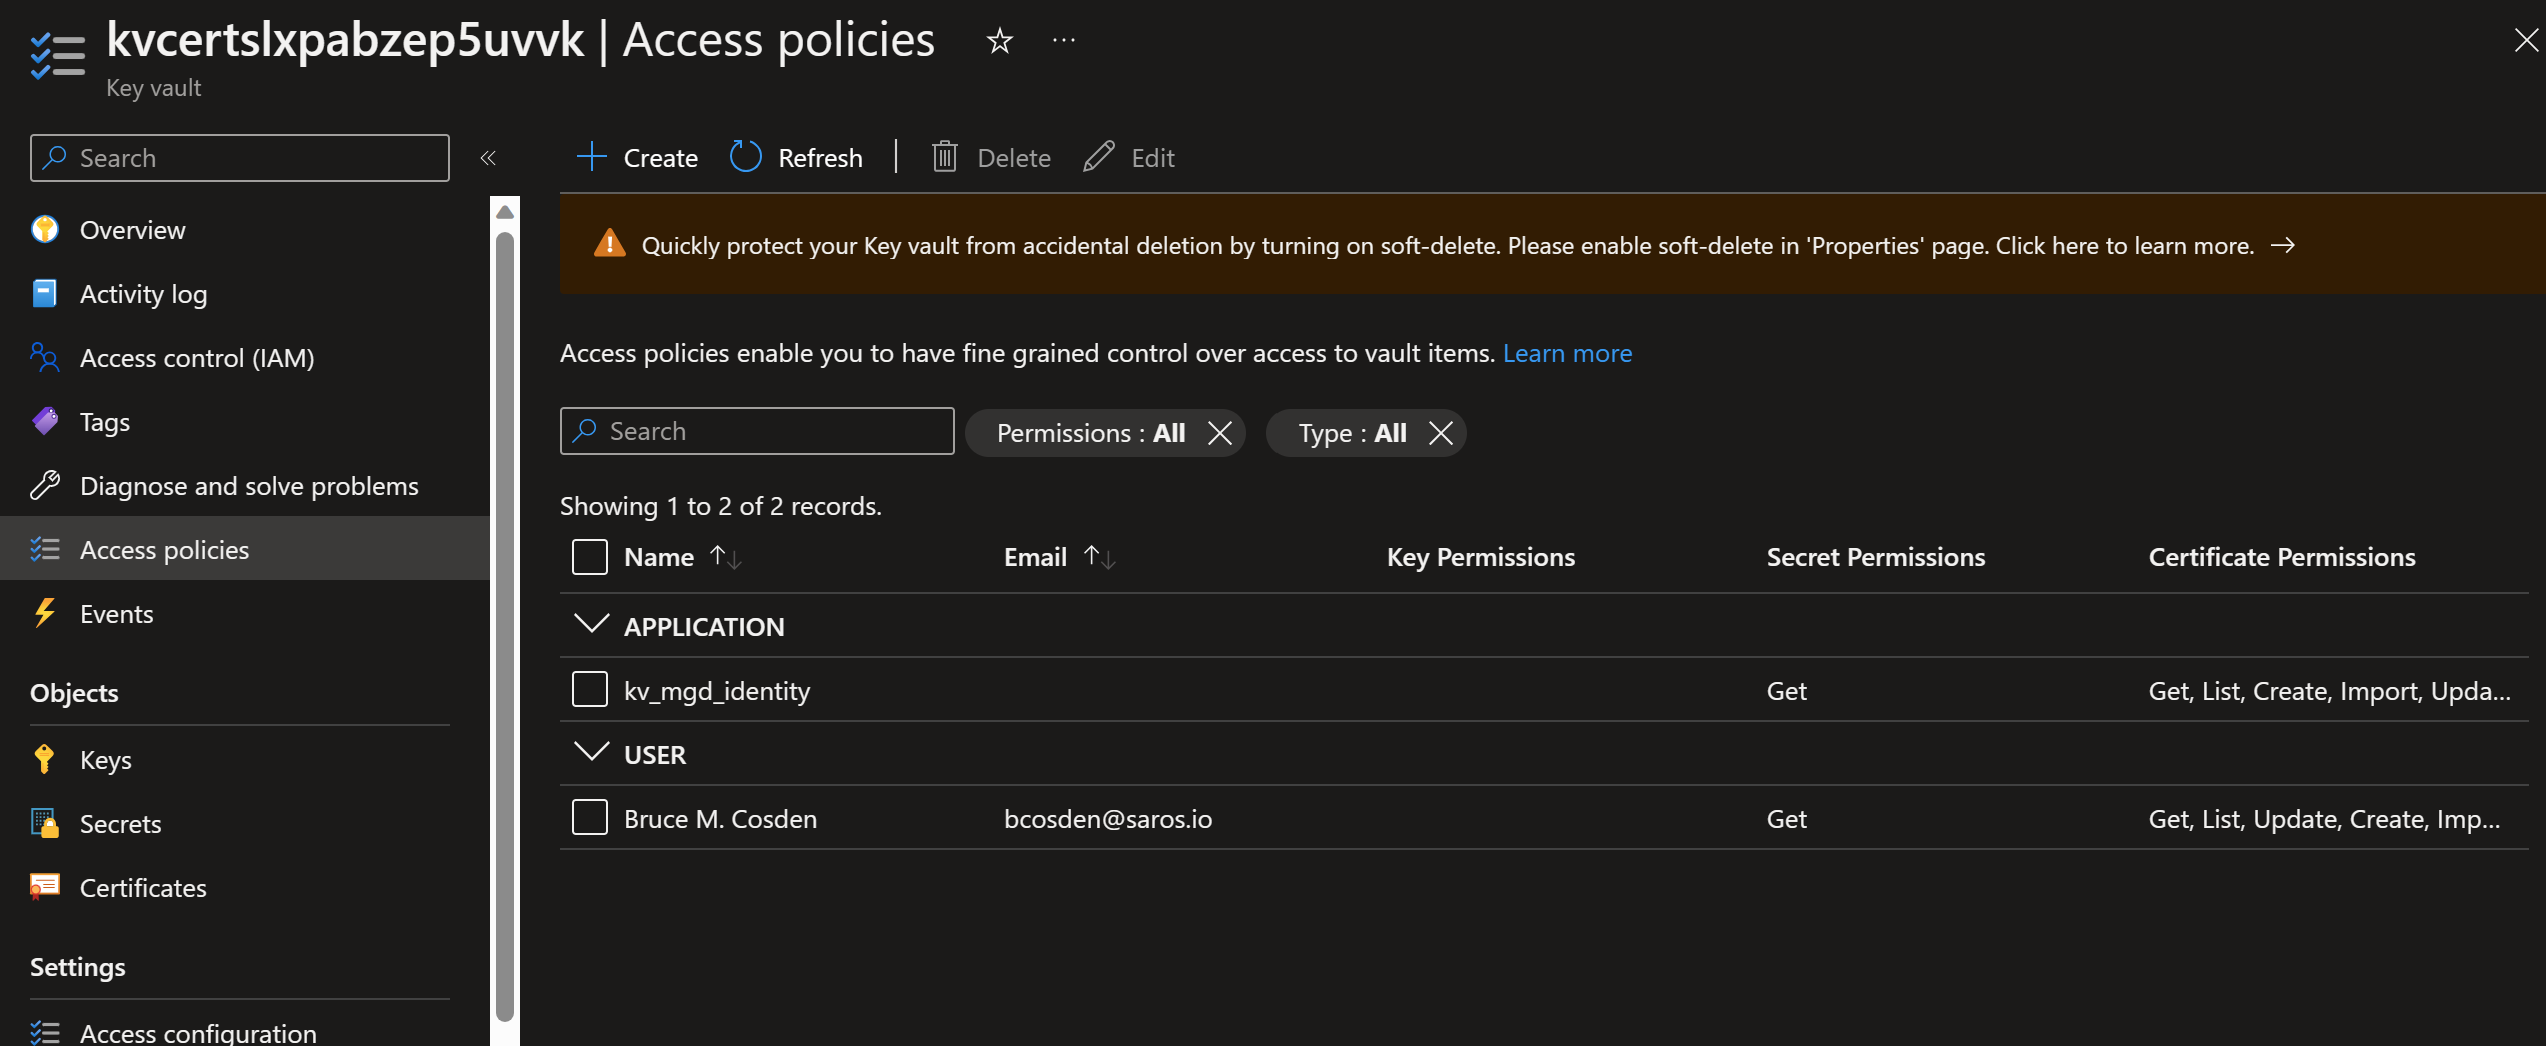 kvcertslxpabzep5uvvk | Access policies
Key vault
Search
Overview
Activity log
Access control (IAM)
Tags
Diagnose and solve problems
Access policies
Events
Objects
Keys
Secrets
Certificates
Settings
Access configuration
Create
Refresh
Delete
Edit
Quickly protect your Key vault from accidental deletion by turning on soft-delete. Please enable soft-delete in 'Properties' page. Click here to learn more. →
Access policies enable you to have fine grained control over access to vault items. Learn more
Search
Permissions : All
Type : All
Showing 1 to 2 of 2 records.
Name Email Key Permissions Secret Permissions Certificate Permissions
APPLICATION
kv_mgd_identity Get Get, List, Create, Import, Upda...
USER
Bruce M. Cosden bcosden@saros.io Get Get, List, Update, Create, Imp...